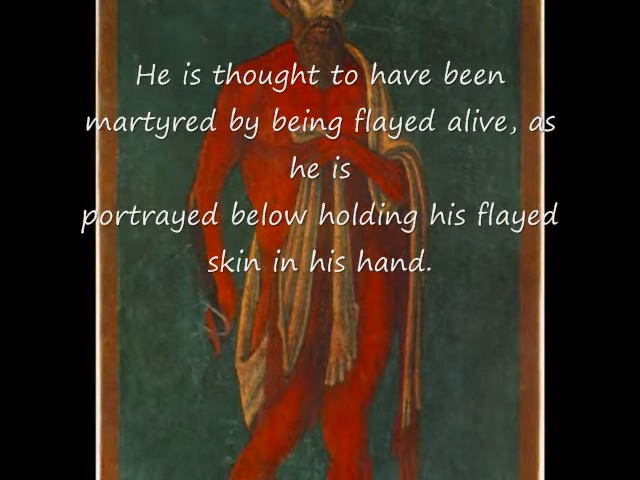 He is thought to have been
martyred by being flayed alive, as
he is
portrayed below holding his flayed
skin in his hand.